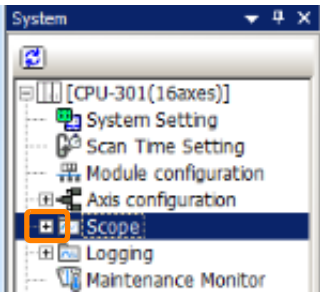 System
[CPU-301(16axes)]
System Setting
Scan Time Setting
Module configuration
Axis configuration
Scope
Logging
Maintenance Monitor